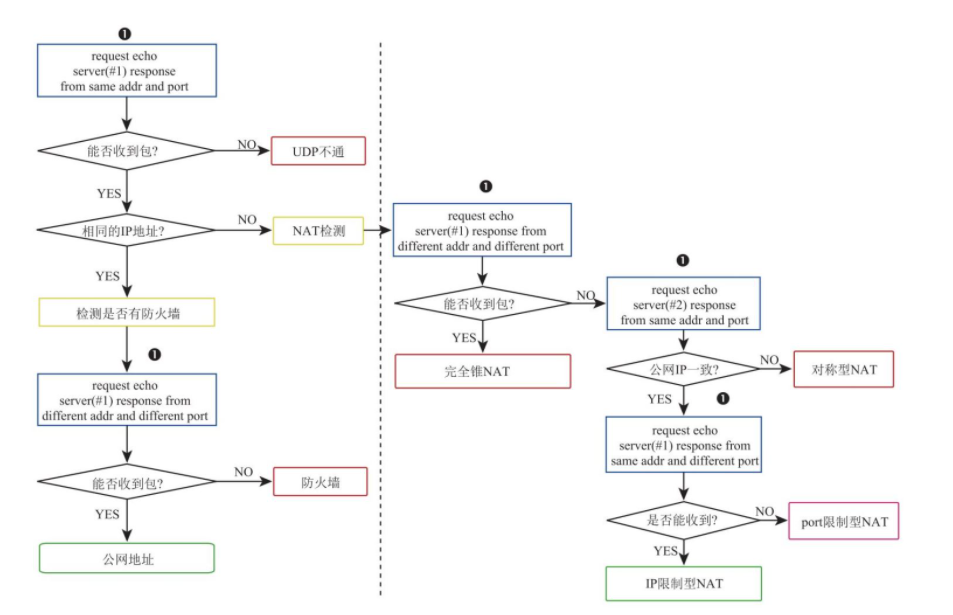 ❶
request echo
server(#1) response
from same addr and port
能否收到包?
NO
UDP不通
YES
相同的IP地址?
NO
NAT检测
YES
检测是否有防火墙
❶
request echo
server(#1) response from
different addr and different port
能否收到包?
NO
防火墙
YES
公网地址
❶
request echo
server(#1) response from
different addr and different port
能否收到包?
NO
YES
完全锥NAT
❶
request echo
server(#2) response
from same addr and port
公网IP一致?
NO
对称型NAT
YES
❶
request echo
server(#1) response from
same addr and different port
是否能收到?
NO
port限制型NAT
YES
IP限制型NAT